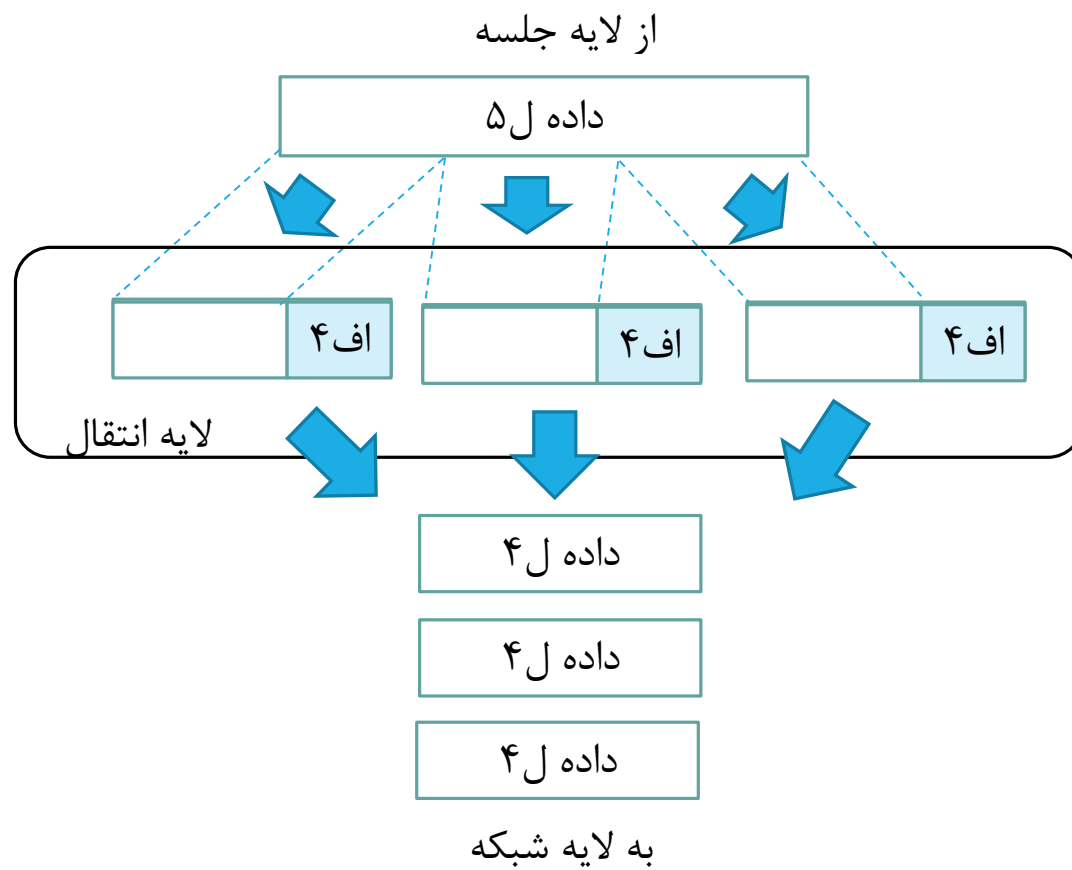 از لایه جلسه
داده ل۵
اف۴
اف۴
اف۴
لایه انتقال
داده ل۴
داده ل۴
داده ل۴
به لایه شبکه